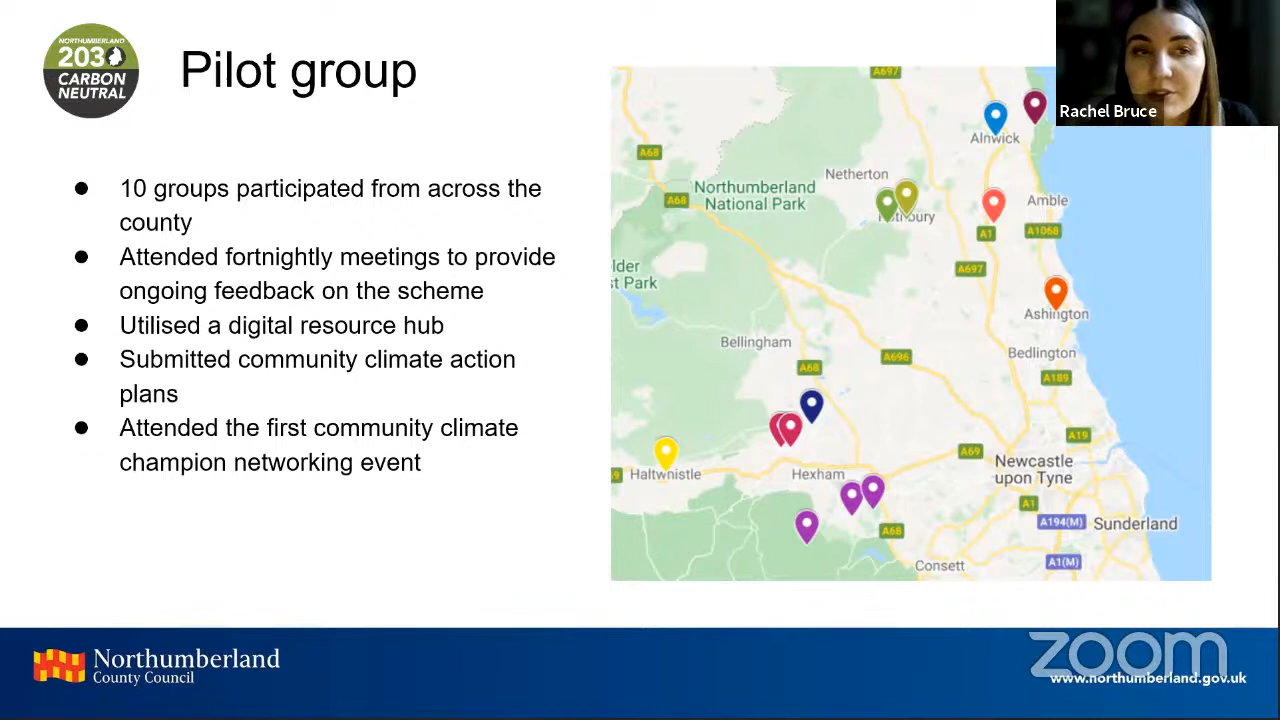 NORTHUMBERLAND
2030
CARBON
NEUTRAL
Pilot group
Rachel Bruce
● 10 groups participated from across the
county
● Attended fortnightly meetings to provide
ongoing feedback on the scheme
● Utilised a digital resource hub
● Submitted community climate action
plans
● Attended the first community climate
champion networking event
A697
Alnwick
A68
Netherton
Northumberland
National Park
A68
Amble
A1
A1068
A697
Park
Ashington
Bellingham
Bedlington
A696
A68
A189
A19
A69
Newcastle
upon Tyne
Haltwhistle
Hexham
A1
A194(M)
Sunderland
A68
Consett
A1(M)
Northumberland
County Council
zoom
www.northumberland.gov.uk